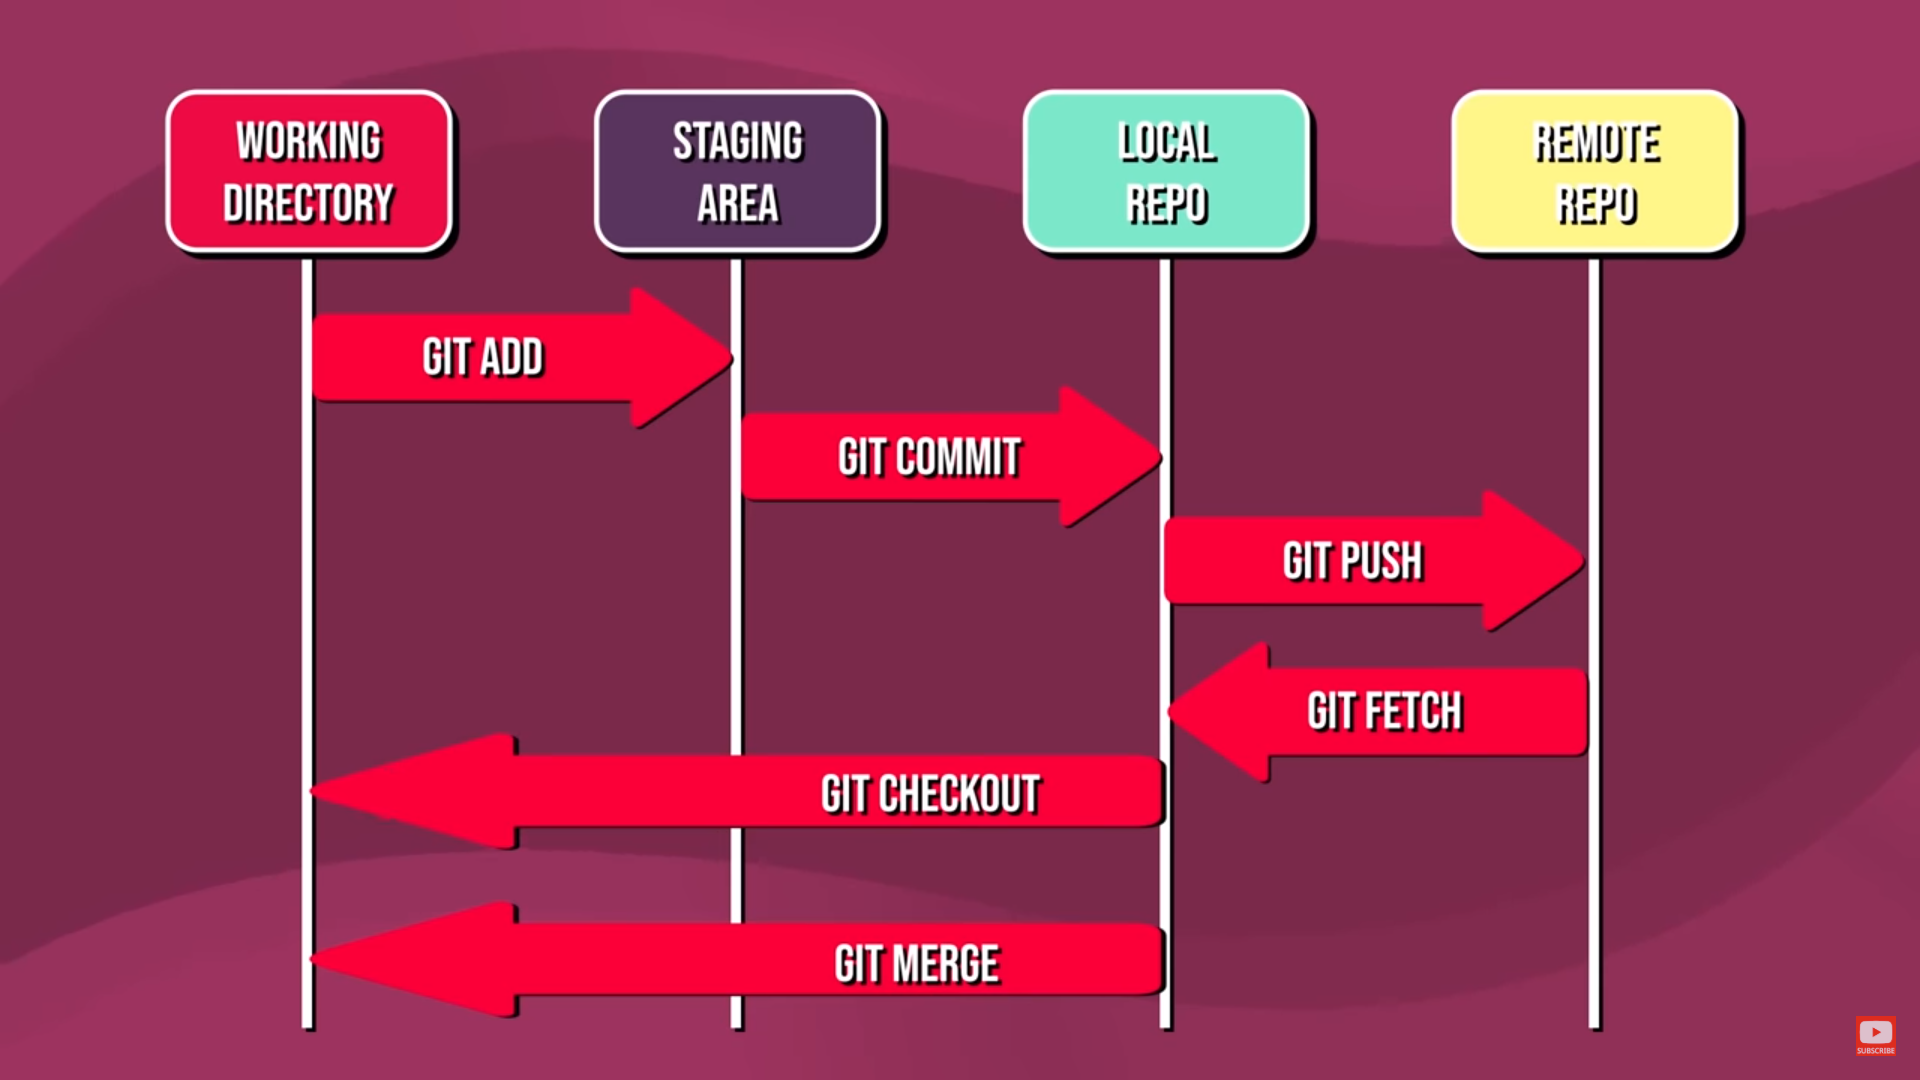 WORKING
DIRECTORY
STAGING
AREA
LOCAL
REPO
REMOTE
REPO
GIT ADD
GIT COMMIT
GIT PUSH
GIT FETCH
GIT CHECKOUT
GIT MERGE
SUBSCRIBE